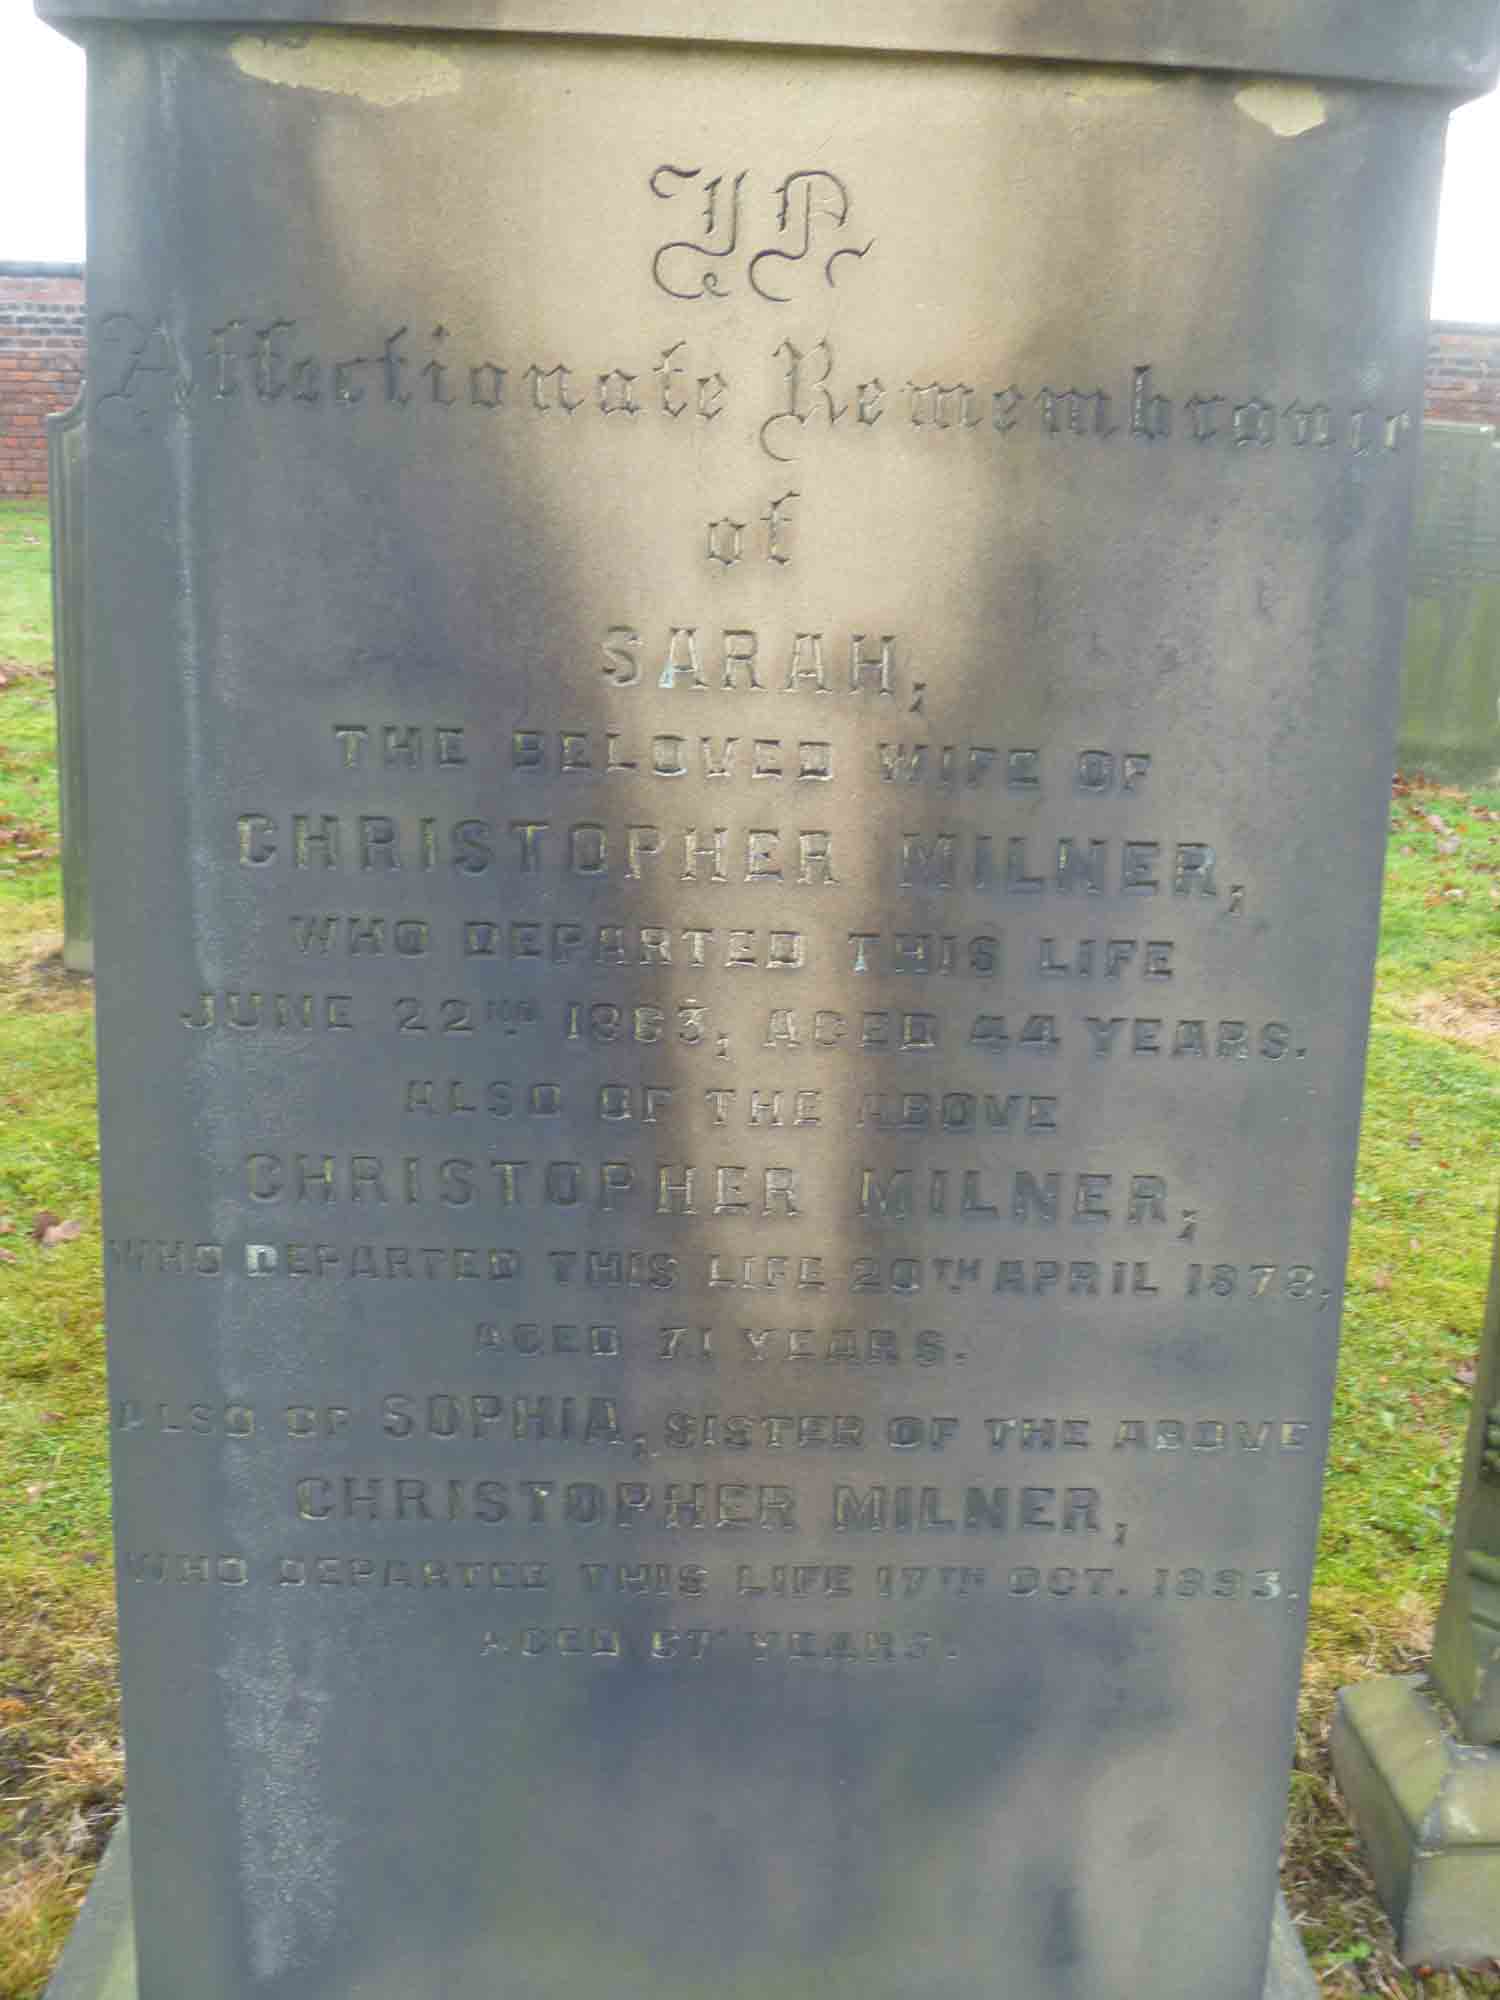 In
Affectionate Remembrance
of
SARAH,
THE BELOVED WIFE OF
CHRISTOPHER MILNER,
WHO DEPARTED THIS LIFE
JUNE 22ND 1863, AGED 44 YEARS.
ALSO OF THE ABOVE
CHRISTOPHER MILNER,
WHO DEPARTED THIS LIFE 20TH APRIL 1878,
AGED 71 YEARS.
ALSO OF SOPHIA, SISTER OF THE ABOVE
CHRISTOPHER MILNER,
WHO DEPARTED THIS LIFE 17TH OCT.
AGED YEARS.